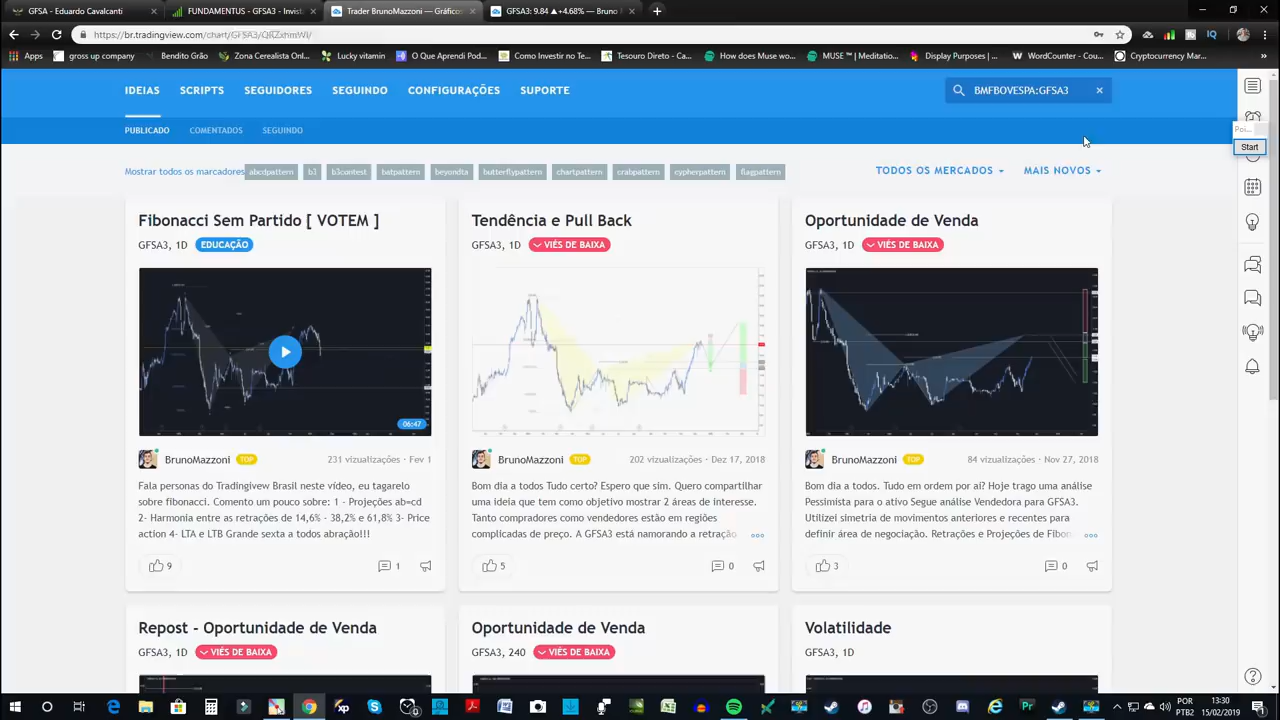 GFSA - Eduardo Cavalcanti
FUNDAMENTUS - GFSA3 - Invist
Trader BrunoMazzoni — Gráficos
GFSA3: 9.84 ▲+4.68% — Bruno
https://br.tradingview.com/chart/GFSA3/QRZxhmWI/
Apps
gross up company
Bendito Grão
Zona Cerealista Onl...
Lucky vitamin
O Que Aprendi Pod...
Como Investir no Te...
Tesouro Direto - Ca...
How does Muse wo...
MUSE ™ | Meditatio...
Display Purposes | ...
WordCounter - Cou...
Cryptocurrency Mar...
»
IDEIAS
SCRIPTS
SEGUIDORES
SEGUINDO
CONFIGURAÇÕES
SUPORTE
BMFBOVESPA:GFSA3
PUBLICADO
COMENTADOS
SEGUINDO
Poi...
Start
Mostrar todos os marcadores
abcdpattern
b3
b3contest
batpattern
beyondta
butterflypattern
chartpattern
crabpattern
cypherpattern
flagpattern
TODOS OS MERCADOS
MAIS NOVOS
Fibonacci Sem Partido [ VOTEM ]
GFSA3, 1D
EDUCAÇÃO
06:47
BrunoMazzoni
TOP
231 vizualizações · Fev 1
Fala personas do Tradingivew Brasil neste vídeo, eu tagarelo
sobre fibonacci. Comento um pouco sobre: 1 - Projeções ab=cd
2- Harmonia entre as retrações de 14,6% - 38,2% e 61,8% 3- Price
action 4- LTA e LTB Grande sexta a todos abração!!!
9
1
Tendência e Pull Back
GFSA3, 1D
VIÉS DE BAIXA
BrunoMazzoni
TOP
202 vizualizações · Dez 17, 2018
Bom dia a todos Tudo certo? Espero que sim. Quero compartilhar
uma ideia que tem como objetivo mostrar 2 áreas de interesse.
Tanto compradores como vendedores estão em regiões
complicadas de preço. A GFSA3 está namorando a retração
5
0
Oportunidade de Venda
GFSA3, 1D
VIÉS DE BAIXA
BrunoMazzoni
TOP
84 vizualizações · Nov 27, 2018
Bom dia a todos. Tudo em ordem por aí? Hoje trago uma análise
Pessimista para o ativo Segue análise Vendedora para GFSA3.
Utilizei simetria de movimentos anteriores e recentes para
definir área de negociação. Retrações e Projeções de Fibon
3
0
Repost - Oportunidade de Venda
GFSA3, 1D
VIÉS DE BAIXA
Oportunidade de Venda
GFSA3, 240
VIÉS DE BAIXA
Volatilidade
GFSA3, 1D
POR
PTB2
13:30
15/02/2019